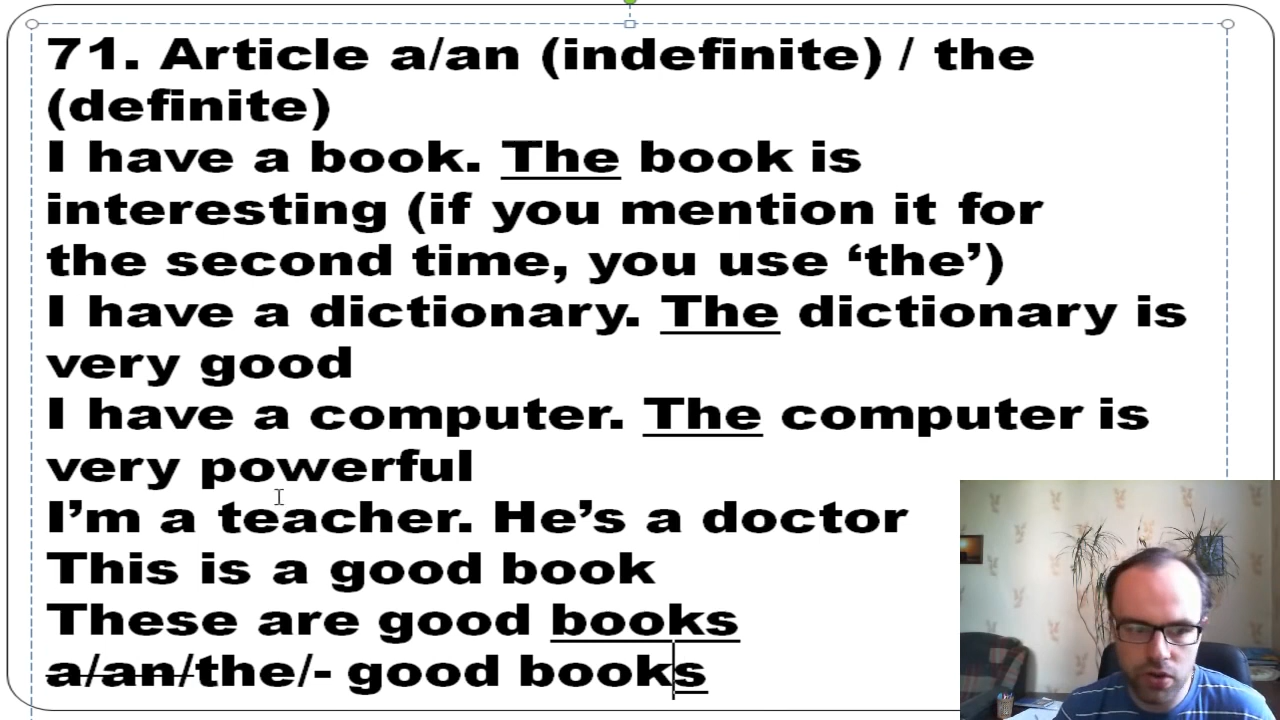 71. Article a/an (indefinite) / the
(definite)
I have a book. The book is
interesting (if you mention it for
the second time, you use ‘the’)
I have a dictionary. The dictionary is
very good
I have a computer. The computer is
very powerful
I’m a teacher. He’s a doctor
This is a good book
These are good books
a/an/the/- good books